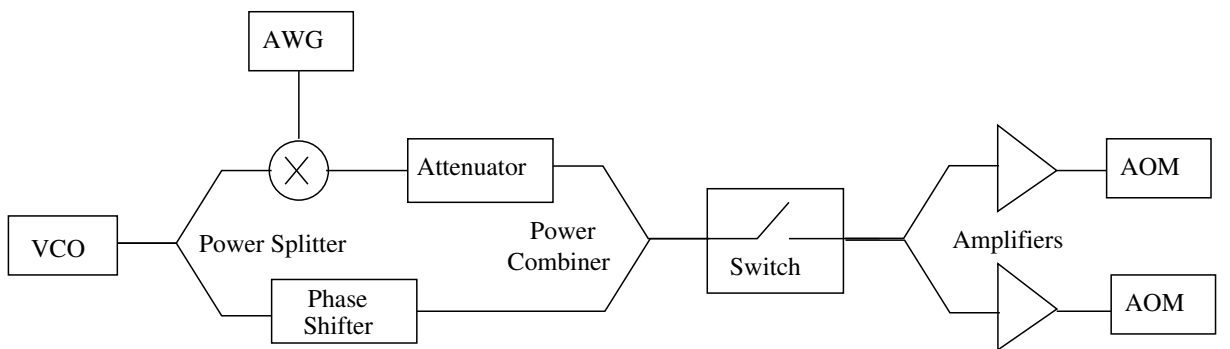 AWG
Attenuator
AOM
VCO
Power Splitter
Power
Combiner
Switch
Amplifiers
Phase
Shifter
AOM